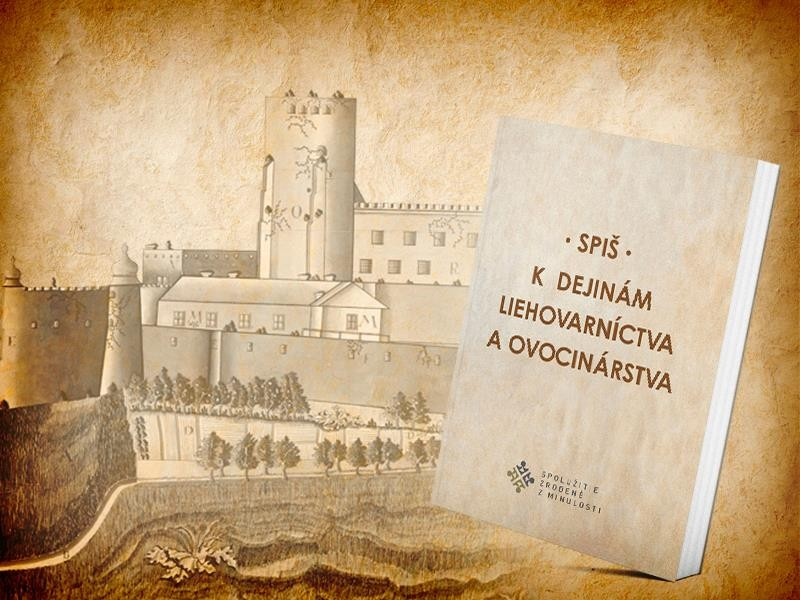 · SPIŠ ·
K DEJINÁM
LIEHOVARNÍCTVA
A OVOCINÁRSTVA
SPOLUŽITIE
ZRODENÉ
Z MINULOSTI
O
R
M
M
F
D